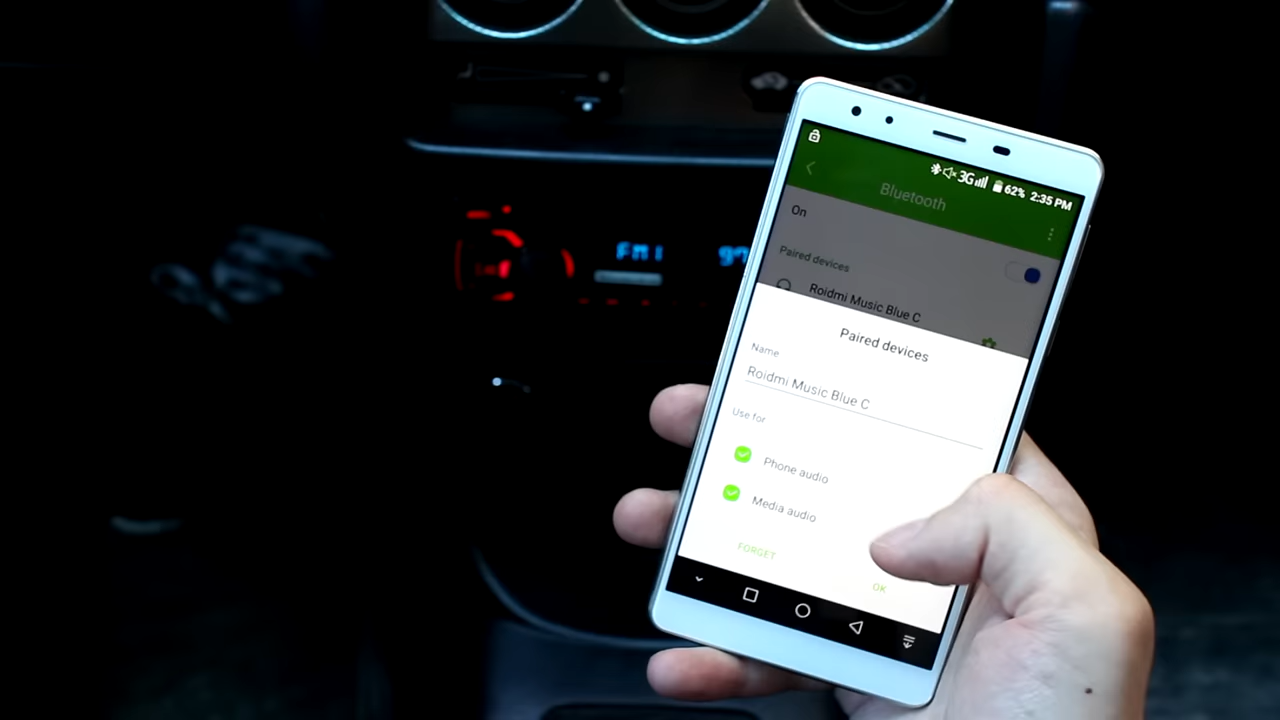 FM1
3G 62% 2:35 PM
Bluetooth
On
Paired devices
Roidmi Music Blue C
Paired devices
Name
Roidmi Music Blue C
Use for
Phone audio
Media audio
FORGET
OK